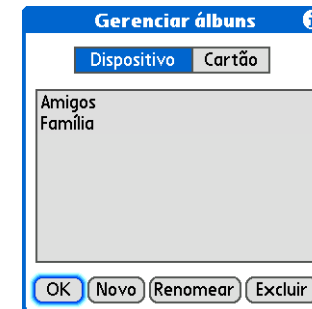 Gerenciar álbuns
Dispositivo Cartão
Amigos
Família
OK Novo Renomear Excluir